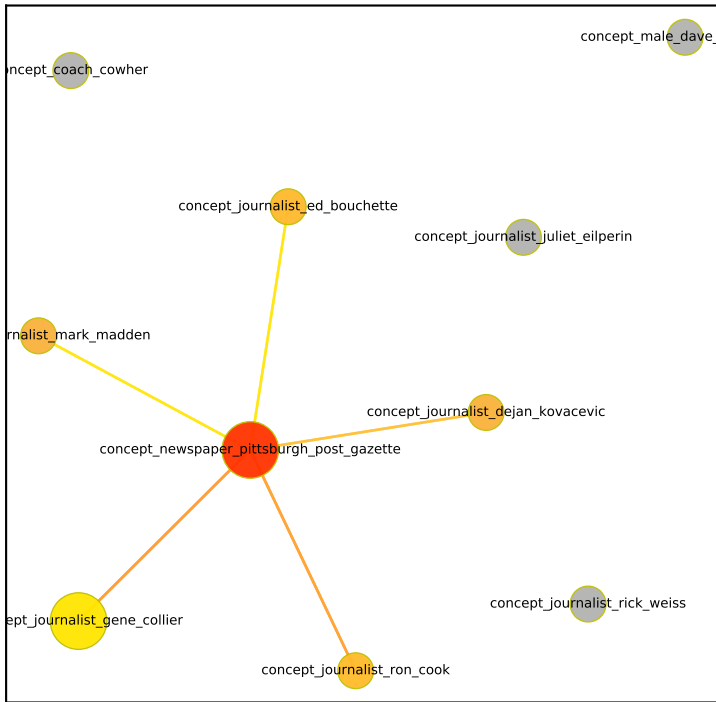 concept_male_dave_
oncept_coach_cowher
concept_journalist_ed_bouchette
concept_journalist_juliet_eilperin
rnalist_mark_madden
concept_journalist_dejan_kovacevic
concept_newspaper_pittsburgh_post_gazette
concept_journalist_rick_weiss
ept_journalist_gene_collier
concept_journalist_ron_cook